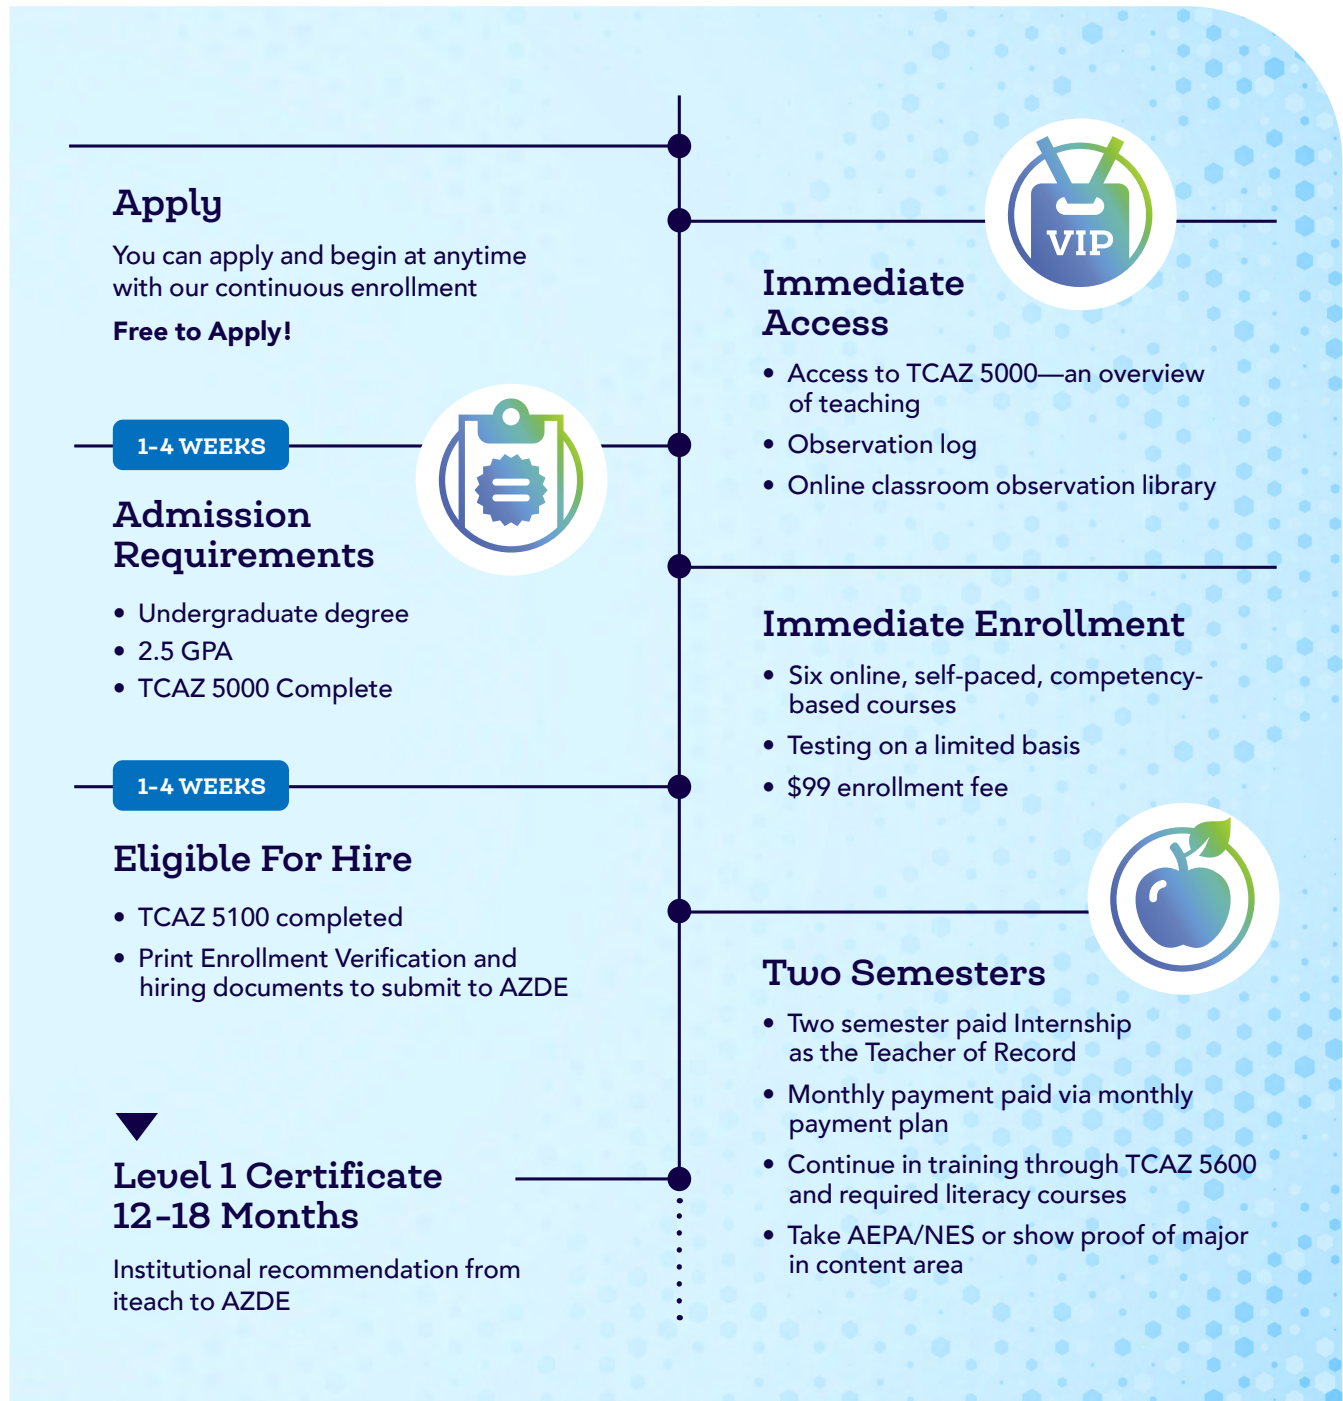 Apply
You can apply and begin at anytime
with our continuous enrollment
Free to Apply!
VIP
Immediate
Access
• Access to TCAZ 5000—an overview
of teaching
• Observation log
• Online classroom observation library
1-4 WEEKS
Admission
Requirements
• Undergraduate degree
• 2.5 GPA
• TCAZ 5000 Complete
Immediate Enrollment
• Six online, self-paced, competency-
based courses
• Testing on a limited basis
• $99 enrollment fee
1-4 WEEKS
Eligible For Hire
• TCAZ 5100 completed
• Print Enrollment Verification and
hiring documents to submit to AZDE
Two Semesters
• Two semester paid Internship
as the Teacher of Record
• Monthly payment paid via monthly
payment plan
• Continue in training through TCAZ 5600
and required literacy courses
• Take AEPA/NES or show proof of major
in content area
Level 1 Certificate
12-18 Months
Institutional recommendation from
iteach to AZDE